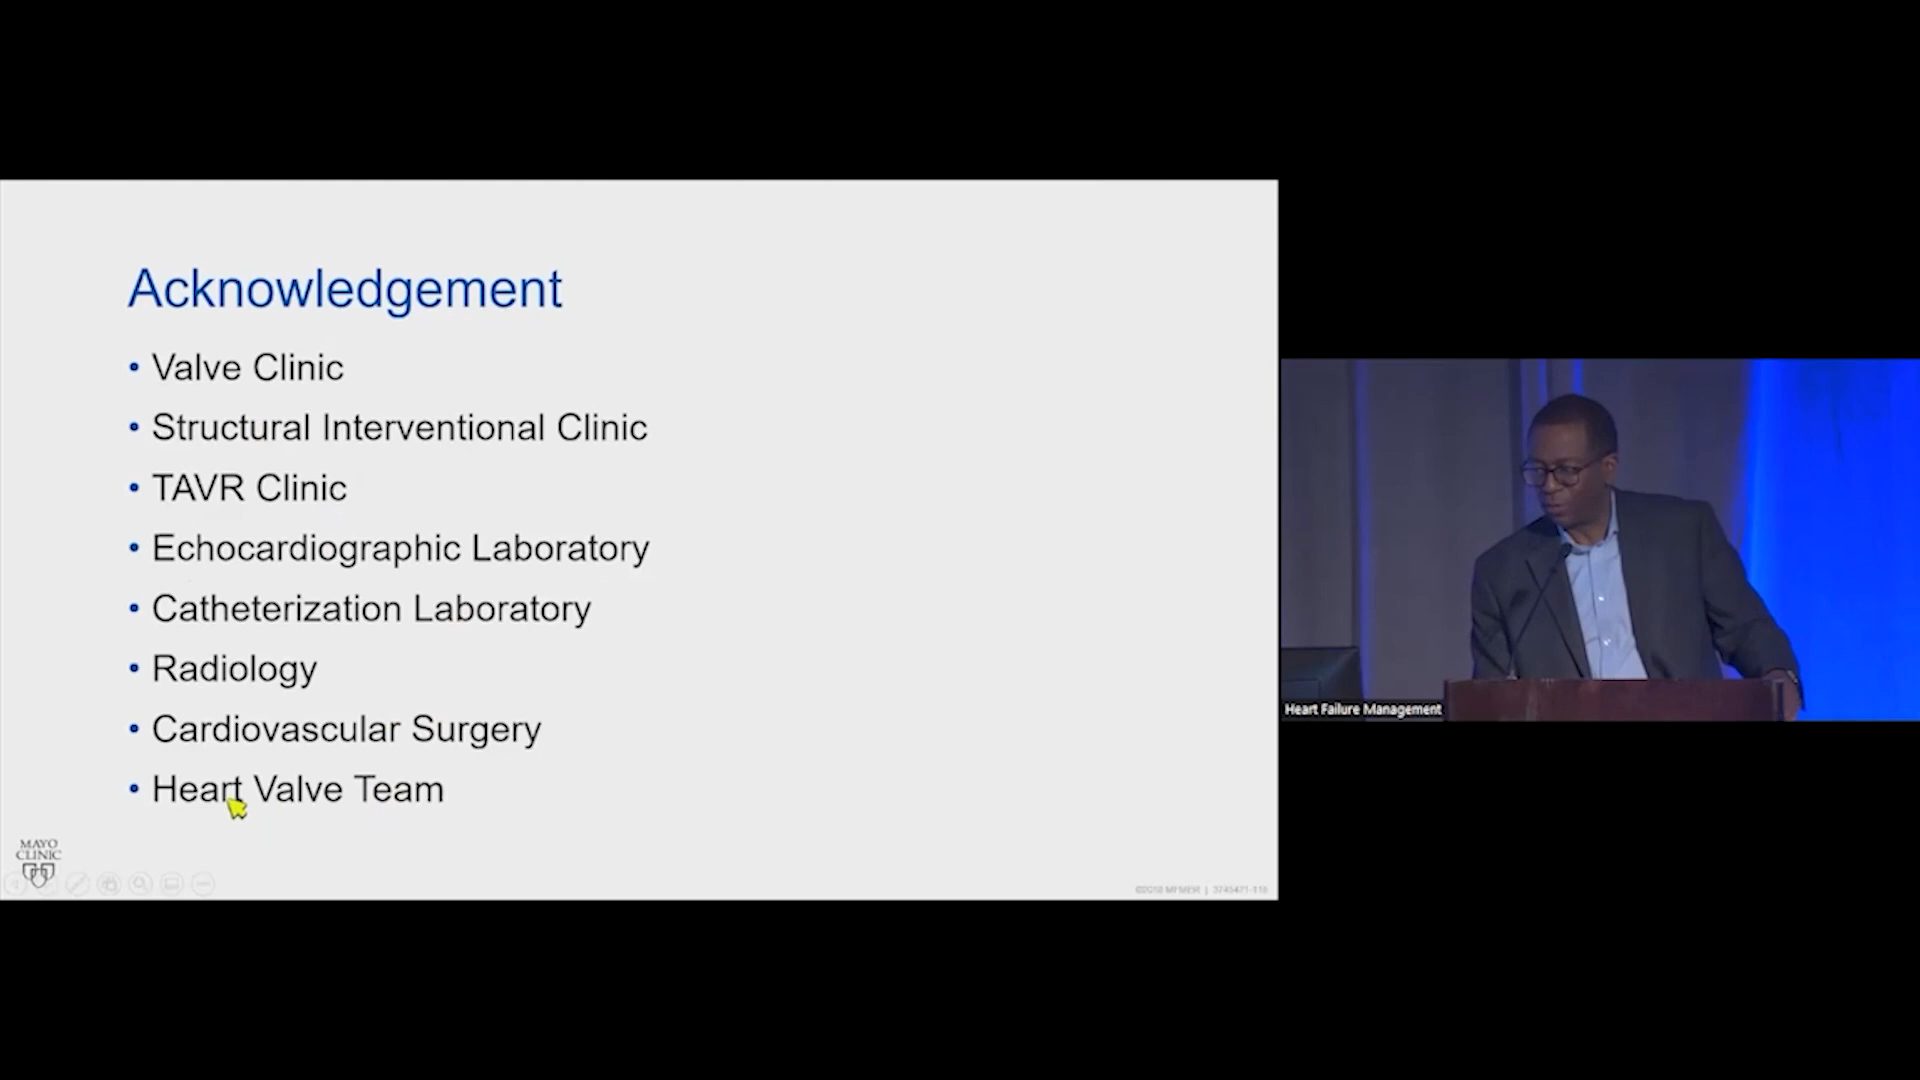 Acknowledgement
• Valve Clinic
• Structural Interventional Clinic
• TAVR Clinic
• Echocardiographic Laboratory
• Catheterization Laboratory
• Radiology
• Cardiovascular Surgery
• Heart Valve Team
MAYO
CLINIC
Heart Failure Management